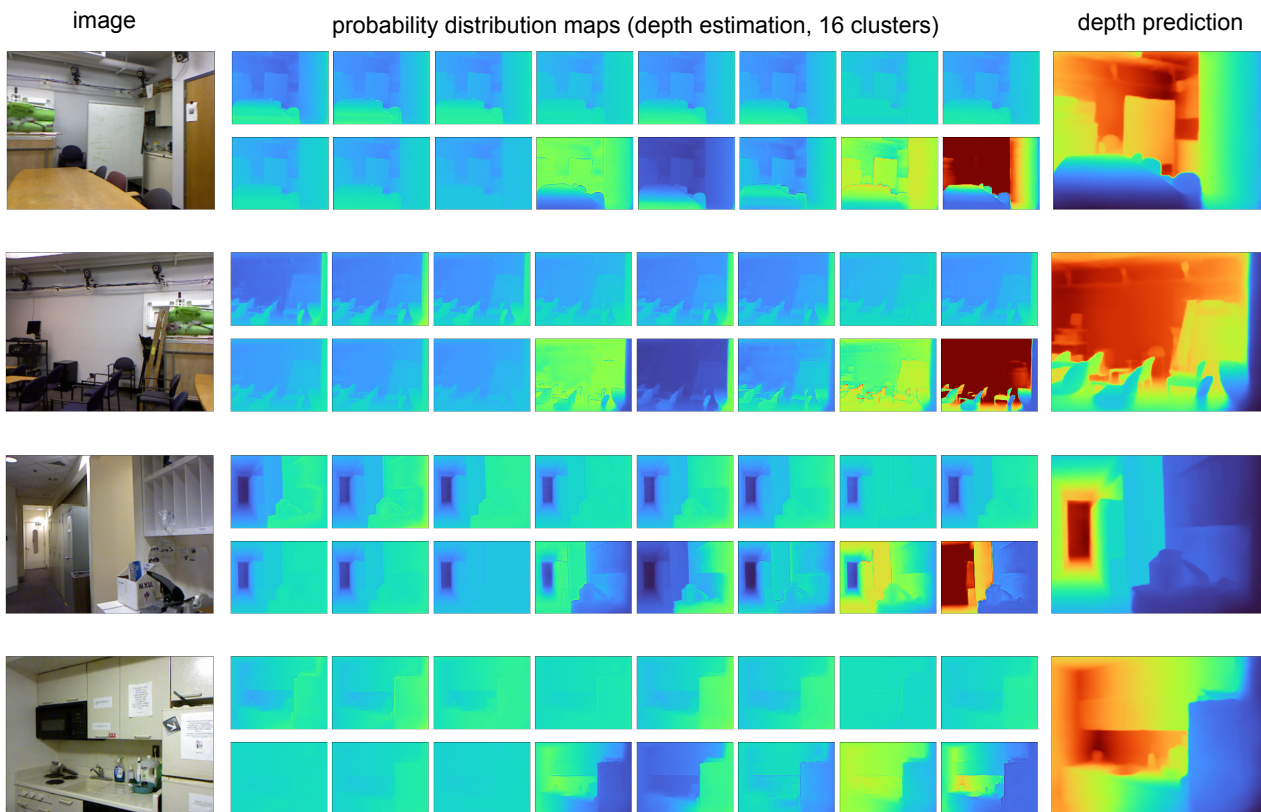 image
probability distribution maps (depth estimation, 16 clusters)
depth prediction
N.Y.U.